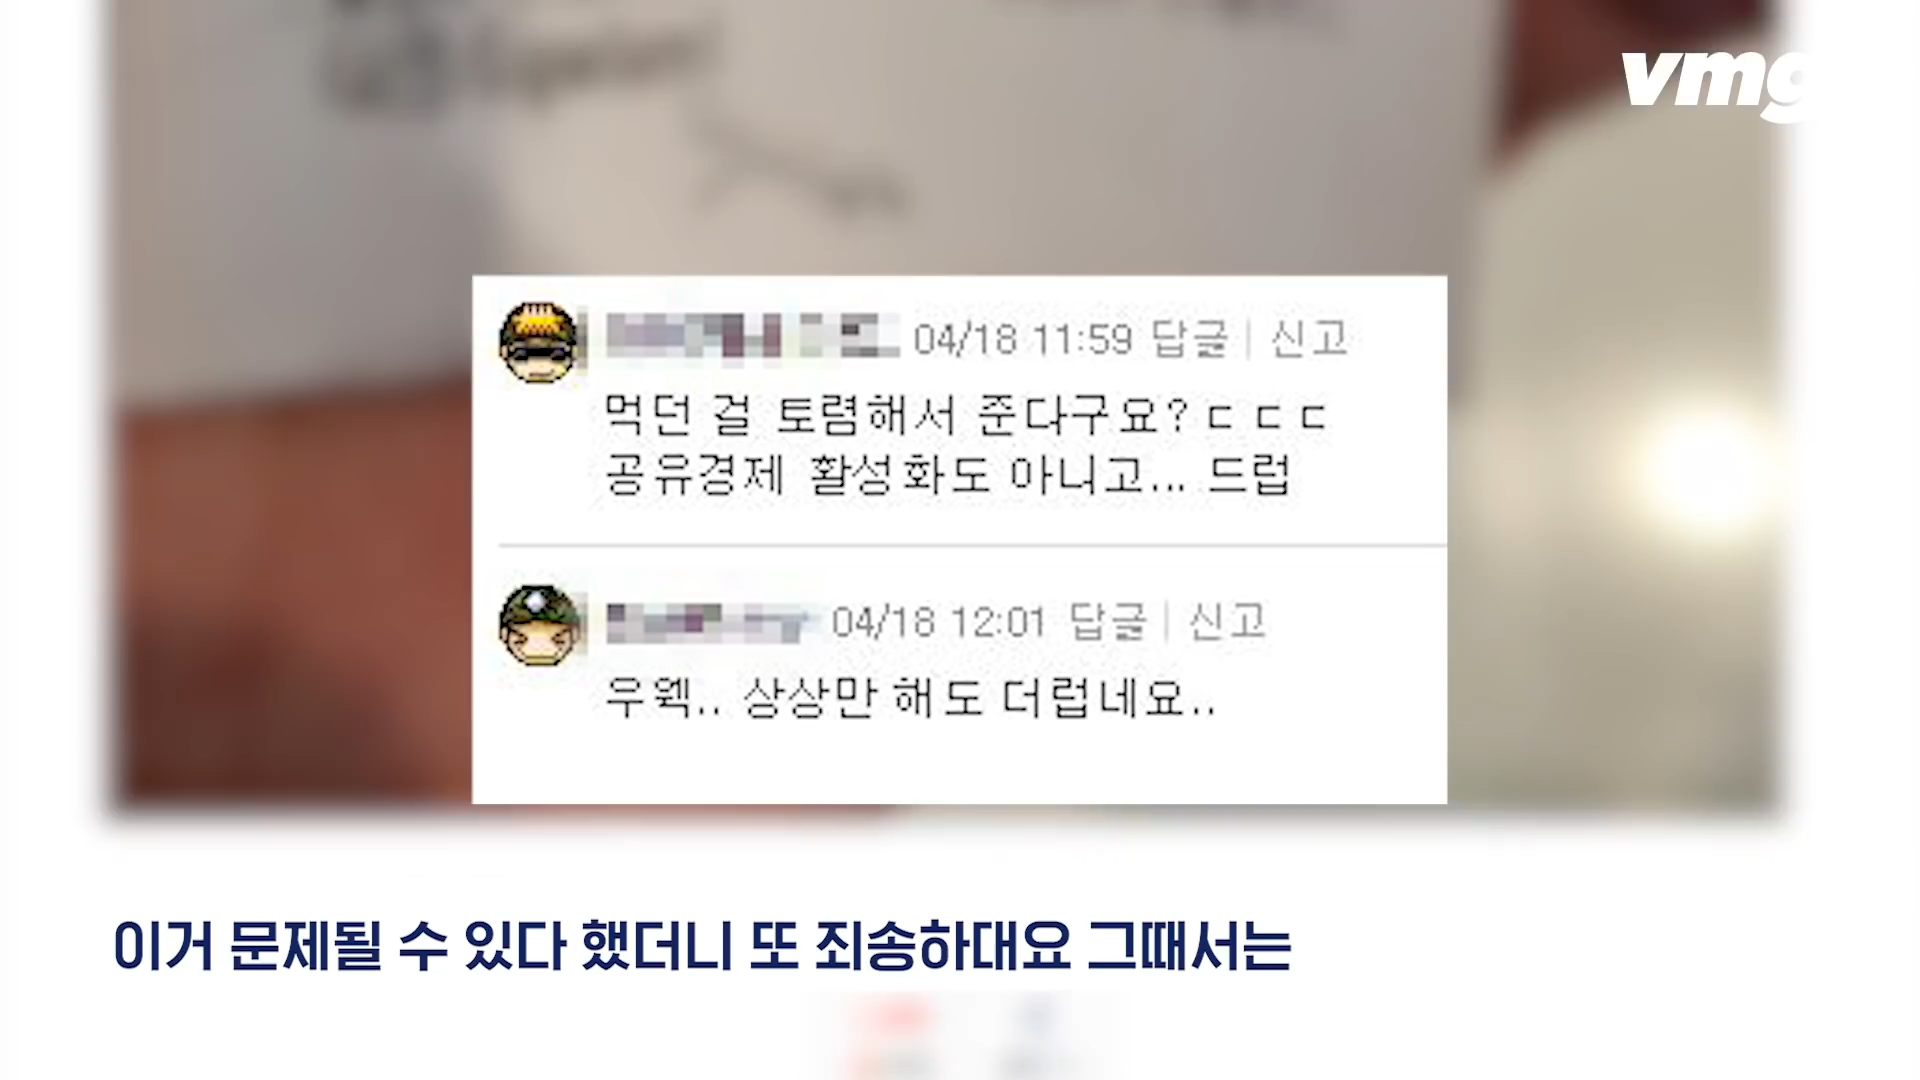 vmg
04/18 11:59 답글 | 신고
먹던 걸 토렴해서 준다구요? ㄷ ㄷ ㄷ
공유경제 활성화도 아니고... 드럽
04/18 12:01 답글 | 신고
우웩.. 상상만 해도 더럽네요..
이거 문제될 수 있다 했더니 또 죄송하대요 그때서는